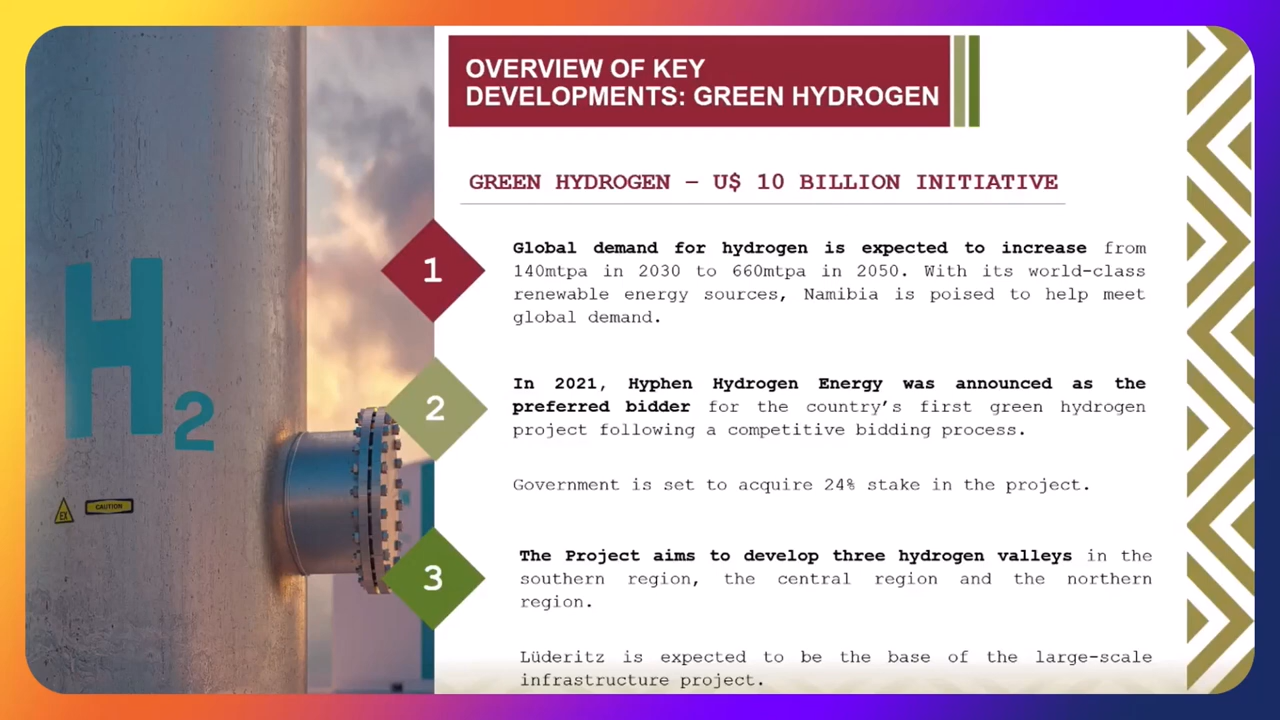 OVERVIEW OF KEY
DEVELOPMENTS: GREEN HYDROGEN
GREEN HYDROGEN – U$ 10 BILLION INITIATIVE
1
Global demand for hydrogen is expected to increase from
140mtpa in 2030 to 660mtpa in 2050. With its world-class
renewable energy sources, Namibia is poised to help meet
global demand.
2
In 2021, Hyphen Hydrogen Energy was announced as the
preferred bidder for the country’s first green hydrogen
project following a competitive bidding process.
Government is set to acquire 24% stake in the project.
3
The Project aims to develop three hydrogen valleys in the
southern region, the central region and the northern
region.
Lüderitz is expected to be the base of the large-scale
infrastructure project.
H2
EX
CAUTION